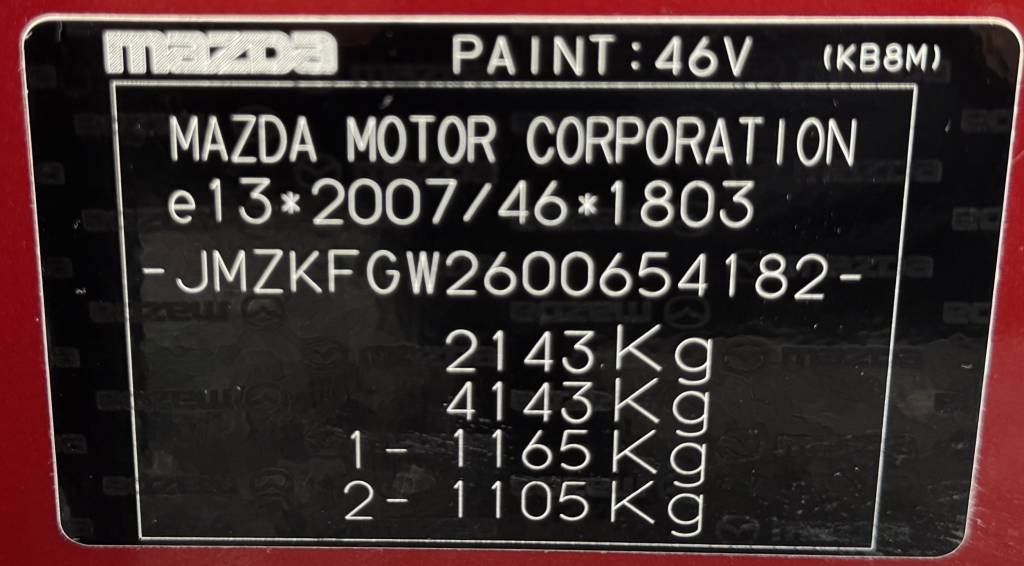 mazda PAINT:46V (KB8M)
MAZDA MOTOR CORPORATION
e13*2007/46*1803
-JMZKFGW2600654182-
2143Kg
4143Kg
1- 1165Kg
2- 1105Kg